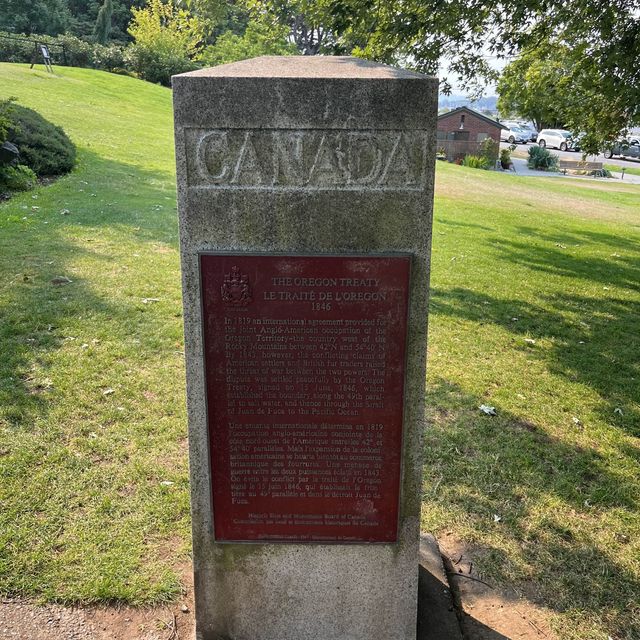 CANADA
THE OREGON TREATY
LE TRAITÉ DE L'OREGON
1846
In 1819 an international agreement provided for
the joint Anglo-American occupation of the
Oregon Territory-the country west of the
Rocky Mountains between 42°N and 54°40' N.
By 1843, however, the conflicting claims of
American settlers and British fur traders raised
the threat of war between the two powers. The
dispute was settled peacefully by the Oregon
Treaty, signed on 15 June, 1846, which
established the boundary along the 49th paral-
lel to salt water, and thence through the Strait
of Juan de Fuca to the Pacific Ocean.
Une entente internationale détermina en 1819
l'occupation anglo-américaine conjointe de la
côte nord-ouest de l'Amérique entre les 42° et
54°40' parallèles. Mais l'expansion de la coloni-
sation américaine se heurta bientôt au commerce
britannique des fourrures. Une menace de
guerre entre les deux puissances éclata en 1843.
On évita le conflit par le traité de l'Oregon
signé le 15 juin 1846, qui établissait la fron-
tière au 49e parallèle et dans le détroit Juan de
Fuca.
Historic Sites and Monuments Board of Canada
Commission des lieux et monuments historiques du Canada